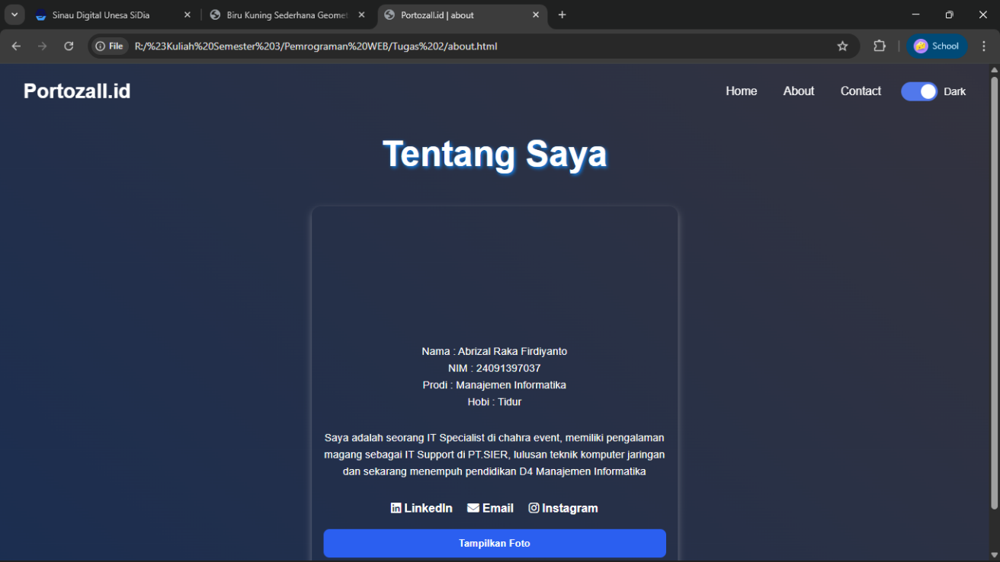 Sinau Digital Unesa SiDia
Biru Kuning Sederhana Geomet
Portozall.id | about
File
R:/%23Kuliah%20Semester%203/Pemrograman%20WEB/Tugas%202/about.html
School
Portozall.id
Home
About
Contact
Dark
Tentang Saya
Nama : Abrizal Raka Firdiyanto
NIM : 24091397037
Prodi : Manajemen Informatika
Hobi : Tidur
Saya adalah seorang IT Specialist di chahra event, memiliki pengalaman
magang sebagai IT Support di PT.SIER, lulusan teknik komputer jaringan
dan sekarang menempuh pendidikan D4 Manajemen Informatika
LinkedIn
Email
Instagram
Tampilkan Foto